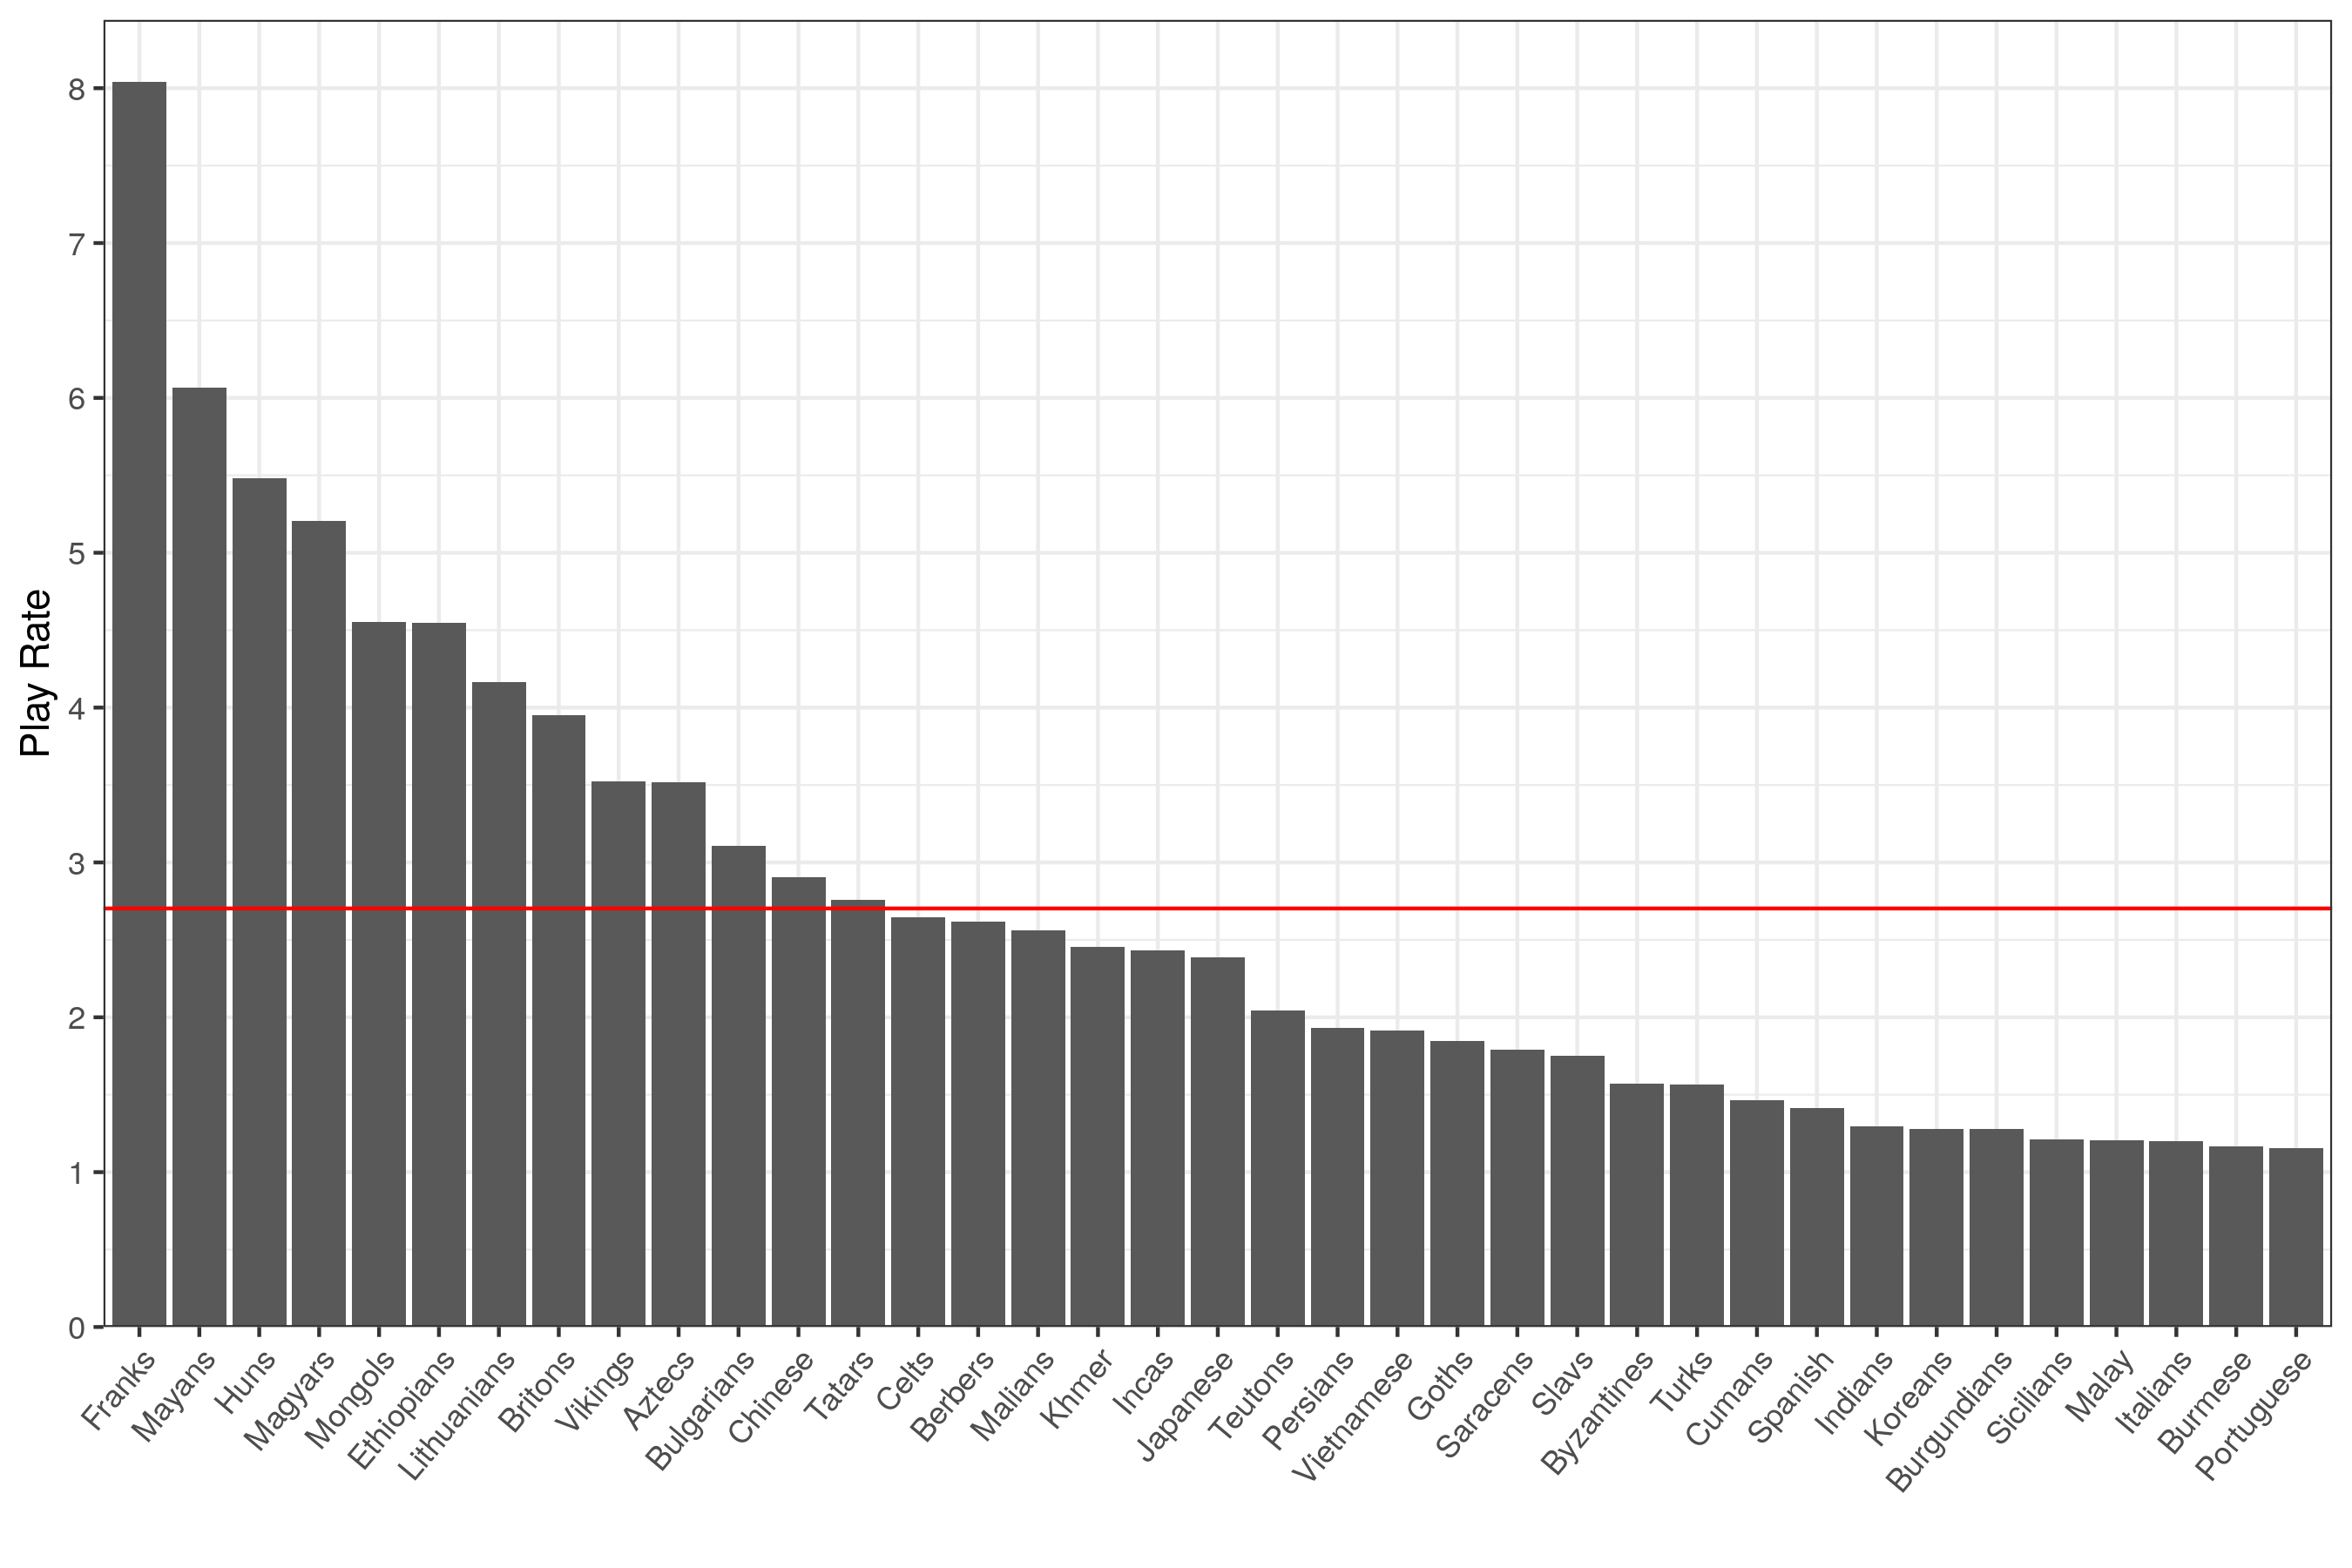 Play Rate
8
7
6
5
4
3
2
1
0
Franks
Mayans
Huns
Magyars
Mongols
Ethiopians
Lithuanians
Britons
Vikings
Aztecs
Bulgarians
Chinese
Tatars
Celts
Berbers
Malians
Khmer
Incas
Japanese
Teutons
Persians
Vietnamese
Goths
Saracens
Slavs
Byzantines
Turks
Cumans
Spanish
Indians
Koreans
Burgundians
Sicilians
Malay
Italians
Burmese
Portuguese